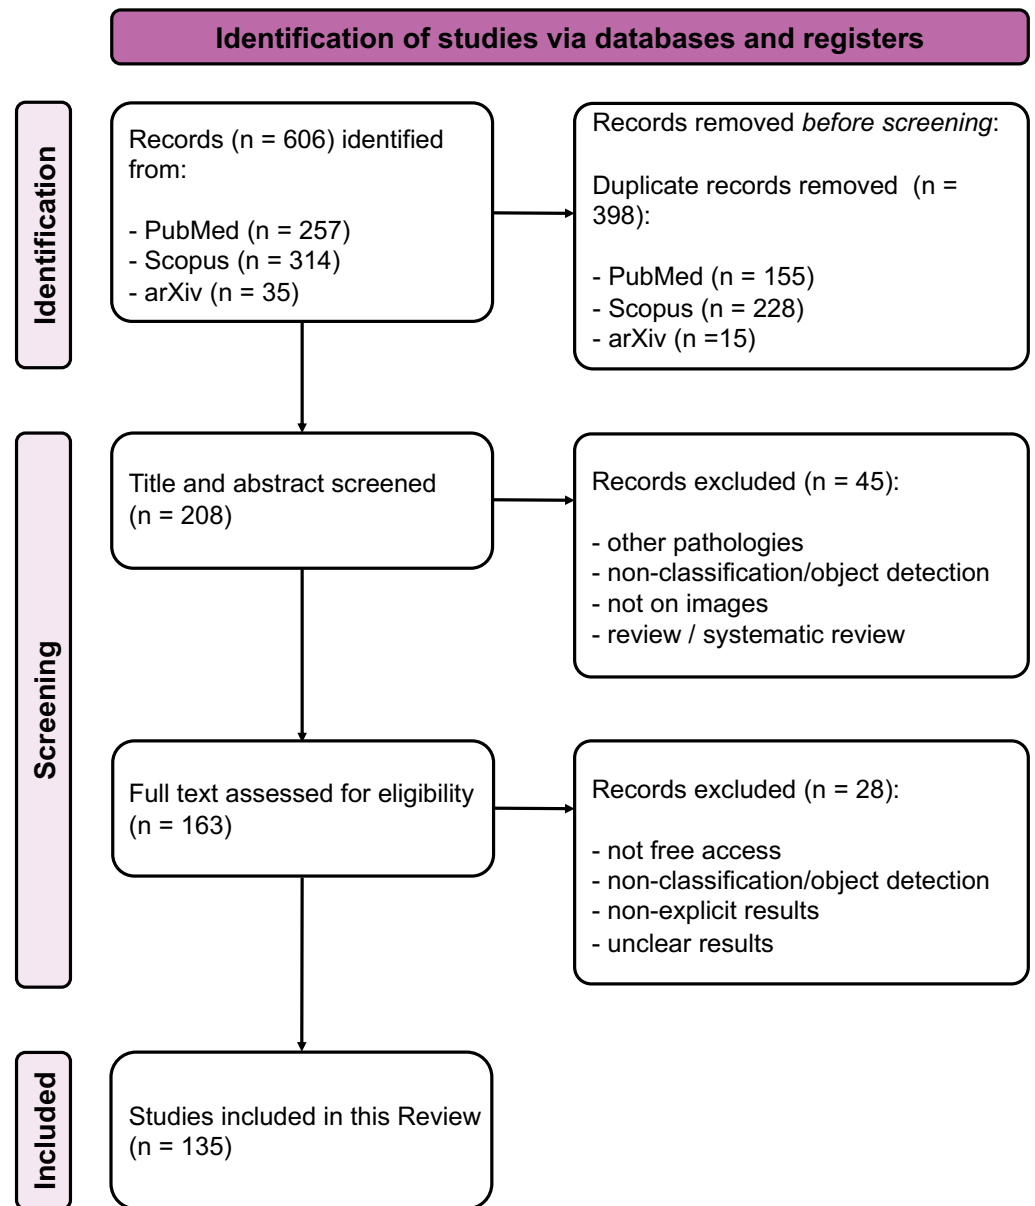 Identification of studies via databases and registers
Identification
Records (n = 606) identified
from:
- PubMed (n = 257)
- Scopus (n = 314)
- arXiv (n = 35)
Records removed before screening:
Duplicate records removed (n =
398):
- PubMed (n = 155)
- Scopus (n = 228)
- arXiv (n =15)
Screening
Title and abstract screened
(n = 208)
Records excluded (n = 45):
- other pathologies
- non-classification/object detection
- not on images
- review / systematic review
Full text assessed for eligibility
(n = 163)
Records excluded (n = 28):
- not free access
- non-classification/object detection
- non-explicit results
- unclear results
Included
Studies included in this Review
(n = 135)